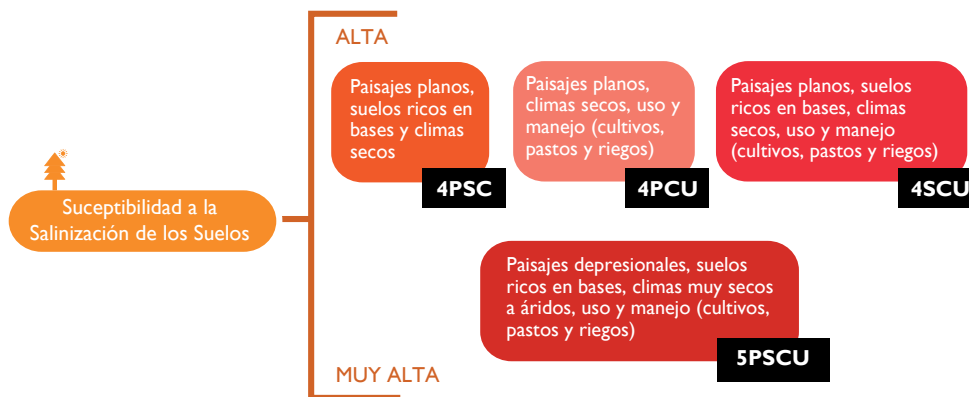 ALTA
Paisajes planos,
suelos ricos en
bases y climas
secos
4PSC
Paisajes planos,
climas secos, uso y
manejo (cultivos,
pastos y riegos)
4PCU
Paisajes planos, suelos
ricos en bases, climas
secos, uso y manejo
(cultivos, pastos y riegos)
4SCU
Suceptibilidad a la
Salinización de los Suelos
Paisajes depresionales, suelos
ricos en bases, climas muy secos
a áridos, uso y manejo (cultivos,
pastos y riegos)
5PSCU
MUY ALTA